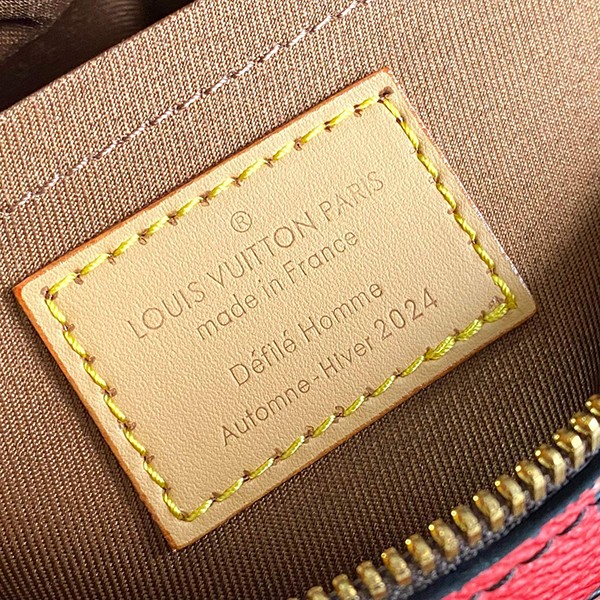 ®
LOUIS VUITTON PARIS
made in France
Défilé Homme
Automne-Hiver 2024